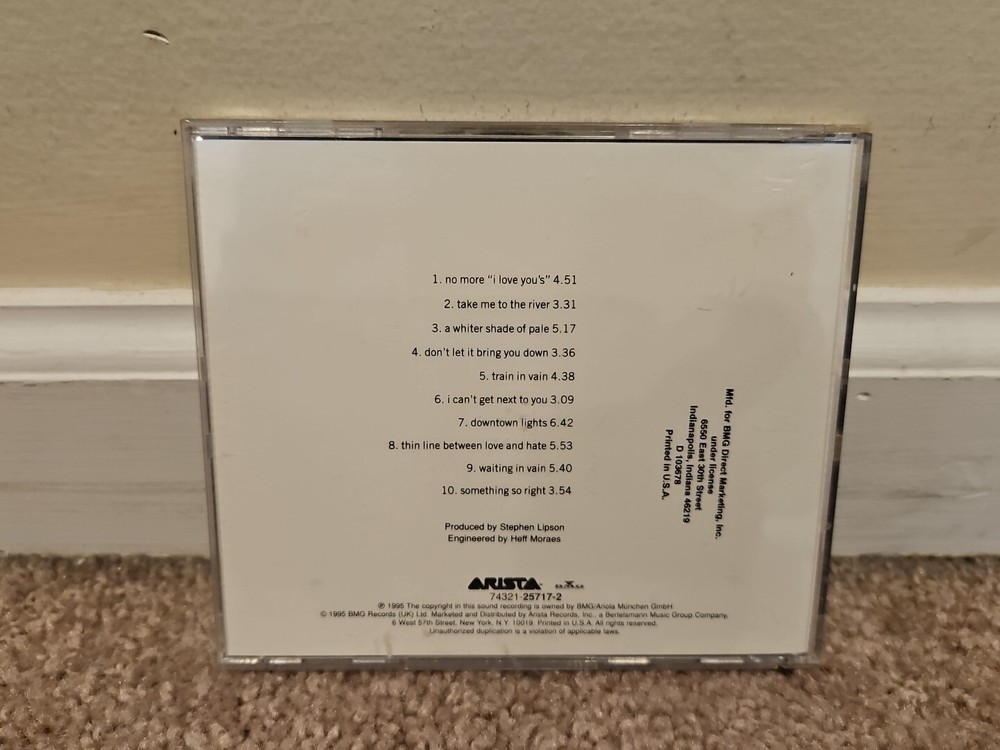 1. no more "i love you's" 4.51
2. take me to the river 3.31
3. a whiter shade of pale 5.17
4. don't let it bring you down 3.36
5. train in vain 4.38
6. i can't get next to you 3.09
7. downtown lights 6.42
8. thin line between love and hate 5.53
9. waiting in vain 5.40
10. something so right 3.54
Produced by Stephen Lipson
Engineered by Heff Moraes
ARISTA BMG
74321-25717-2
℗ 1995 The copyright in this sound recording is owned by BMG/Ariola München GmbH
© 1995 BMG Records (UK) Ltd. Marketed and Distributed by Arista Records, Inc., a Bertelsmann Music Group Company,
6 West 57th Street, New York, N.Y. 10019. Printed in U.S.A. All rights reserved.
Unauthorized duplication is a violation of applicable laws.
Mfd. for BMG Direct Marketing, Inc.
under license
6550 East 30th Street
Indianapolis, Indiana 46219
D 103678
Printed in U.S.A.